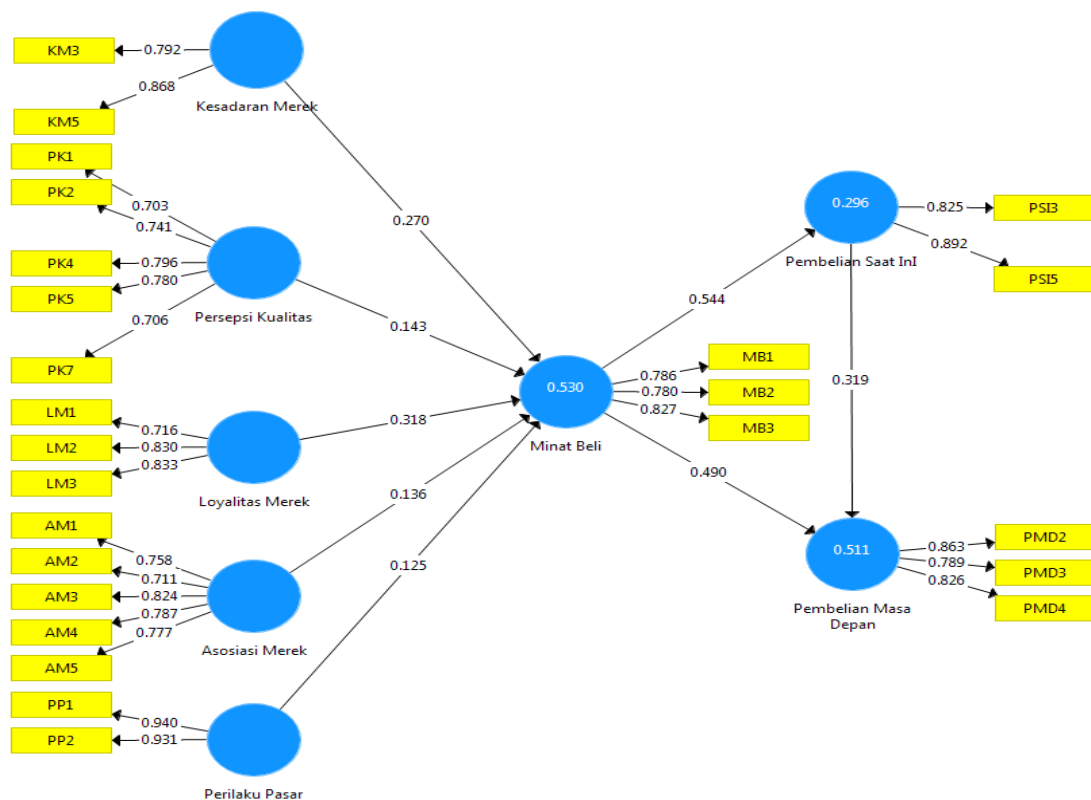 KM3
0.792
0.868
Kesadaran Merek
KM5
PK1
PK2
0.703
0.741
0.270
0.296
0.825
PSI3
PK4
0.796
Pembelian Saat Ini
0.892
PSI5
PK5
0.780
Persepsi Kualitas
0.544
0.706
0.143
PK7
0.530
0.786
MB1
0.780
MB2
0.827
MB3
0.319
LM1
0.716
0.318
Minat Beli
LM2
0.830
LM3
0.833
Loyalitas Merek
0.490
0.136
AM1
0.758
AM2
0.711
0.511
0.863
PMD2
0.125
0.789
PMD3
AM3
0.824
0.826
PMD4
AM4
0.787
Pembelian Masa
Depan
0.777
Asosiasi Merek
AM5
PP1
0.940
PP2
0.931
Perilaku Pasar